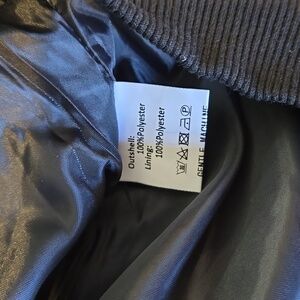 Outshell:
100%Polyester
Lining:
100%Polyester
GENTLE MACHINE